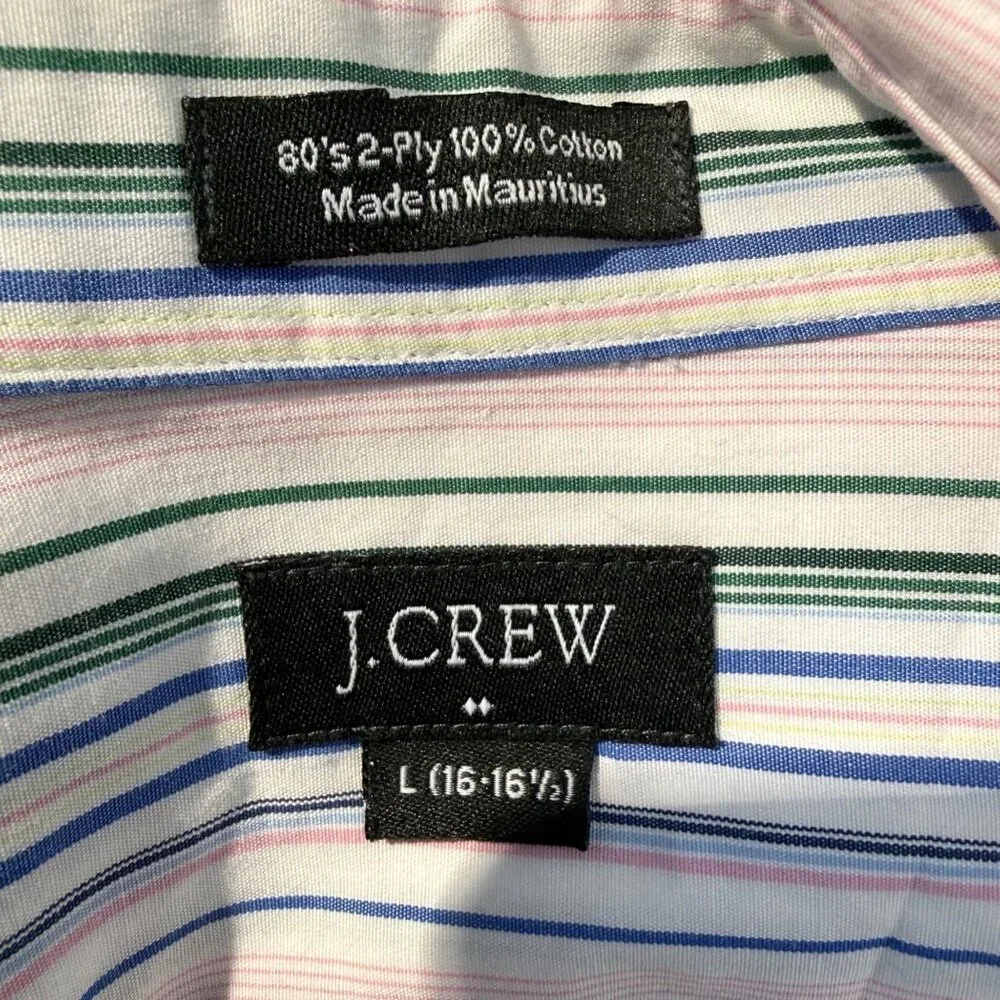 80's 2-Ply 100% Cotton
Made in Mauritius
J.CREW
L (16-16½)